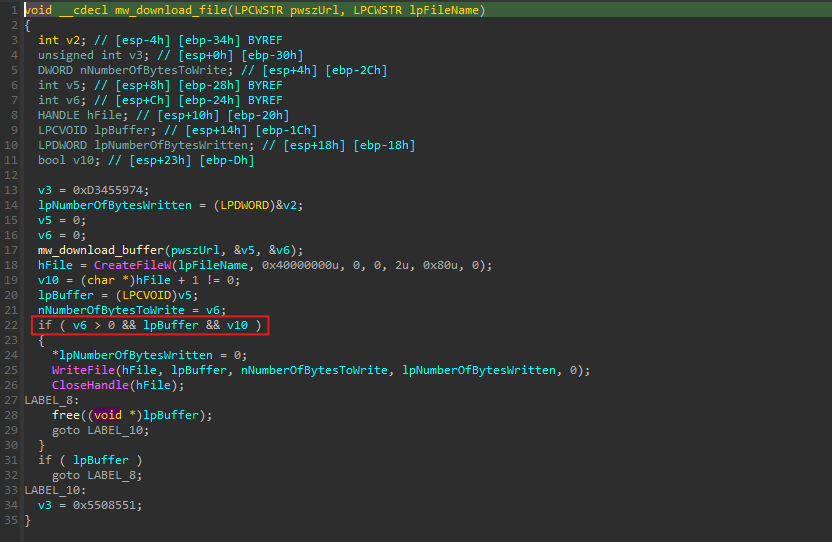 1 void __cdecl mw_download_file(LPCWSTR pwszUrl, LPCWSTR lpFileName)
2 {
3 int v2; // [esp-4h] [ebp-34h] BYREF
4 unsigned int v3; // [esp+0h] [ebp-30h]
5 DWORD nNumberOfBytesToWrite; // [esp+4h] [ebp-2Ch]
6 int v5; // [esp+8h] [ebp-28h] BYREF
7 int v6; // [esp+Ch] [ebp-24h] BYREF
8 HANDLE hFile; // [esp+10h] [ebp-20h]
9 LPCVOID lpBuffer; // [esp+14h] [ebp-1Ch]
10 LPDWORD lpNumberOfBytesWritten; // [esp+18h] [ebp-18h]
11 bool v10; // [esp+23h] [ebp-Dh]
12
13 v3 = 0xD3455974;
14 lpNumberOfBytesWritten = (LPDWORD)&v2;
15 v5 = 0;
16 v6 = 0;
17 mw_download_buffer(pwszUrl, &v5, &v6);
18 hFile = CreateFileW(lpFileName, 0x40000000u, 0, 0, 2u, 0x80u, 0);
19 v10 = (char *)hFile + 1 != 0;
20 lpBuffer = (LPCVOID)v5;
21 nNumberOfBytesToWrite = v6;
22 if ( v6 > 0 && lpBuffer && v10 )
23 {
24 *lpNumberOfBytesWritten = 0;
25 WriteFile(hFile, lpBuffer, nNumberOfBytesToWrite, lpNumberOfBytesWritten, 0);
26 CloseHandle(hFile);
27 LABEL_8:
28 free((void *)lpBuffer);
29 goto LABEL_10;
30 }
31 if ( lpBuffer )
32 goto LABEL_8;
33 LABEL_10:
34 v3 = 0x5508551;
35 }